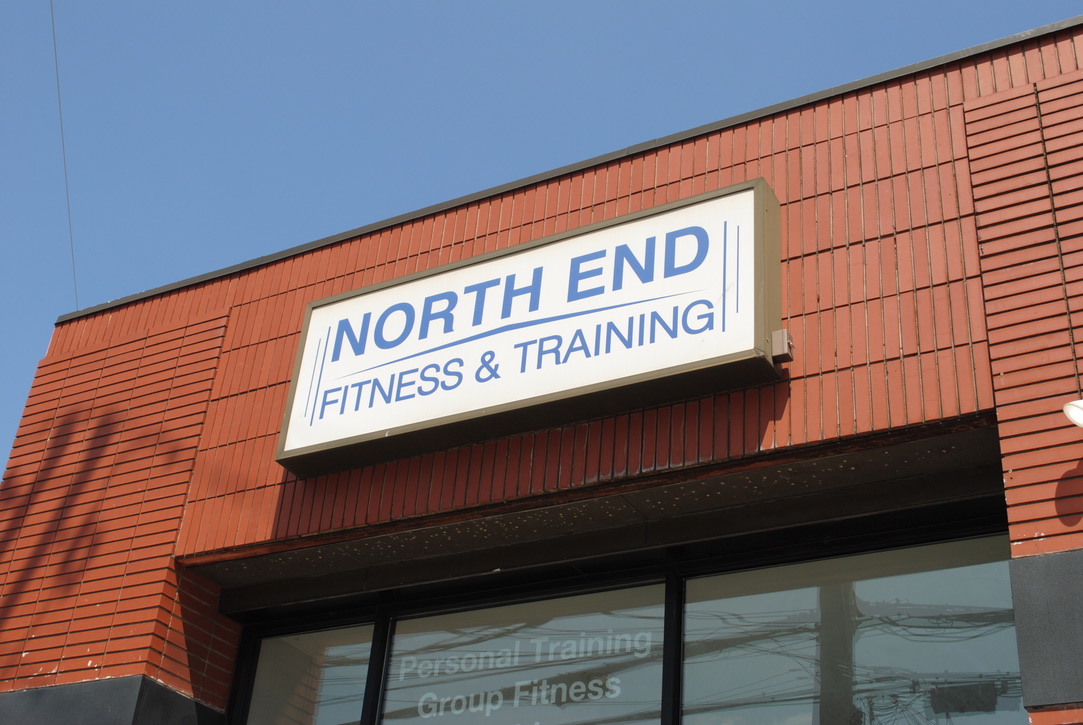 NORTH END
FITNESS & TRAINING
Personal Training
Group Fitness